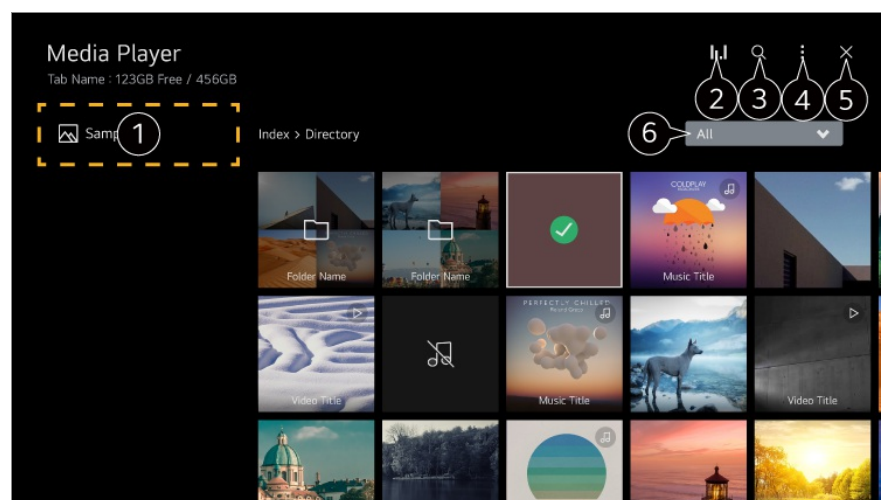 Media Player
Tab Name : 123GB Free / 456GB
2
3
4
5
1
Index > Directory
6
All
Folder Name
Folder Name
COLDPLAY
Music Title
Video Title
PERFECTLY CHILLED
Music Title
Video Title